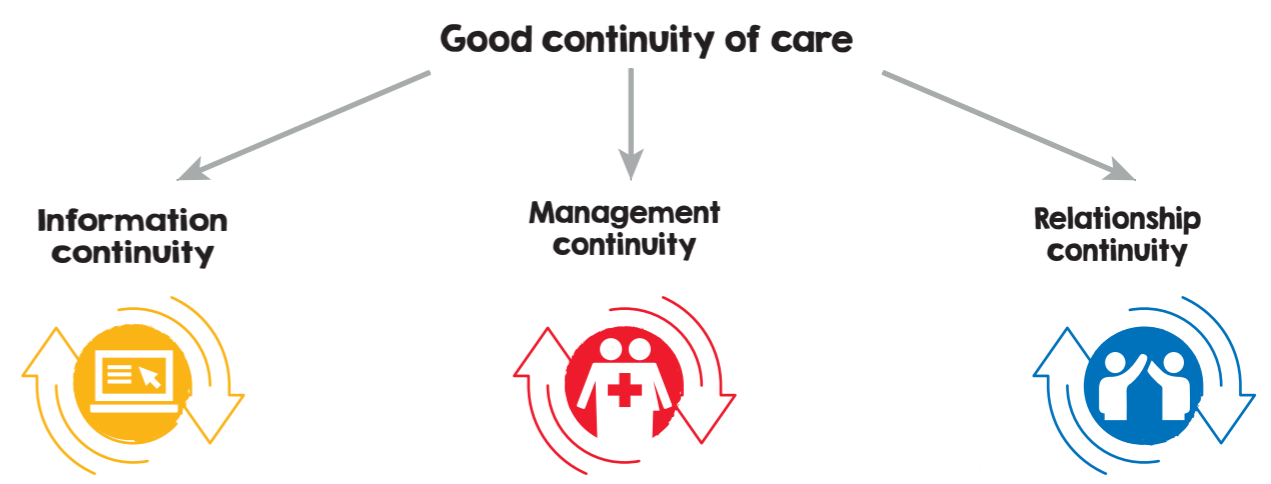 Good continuity of care
Information
continuity
Management
continuity
Relationship
continuity